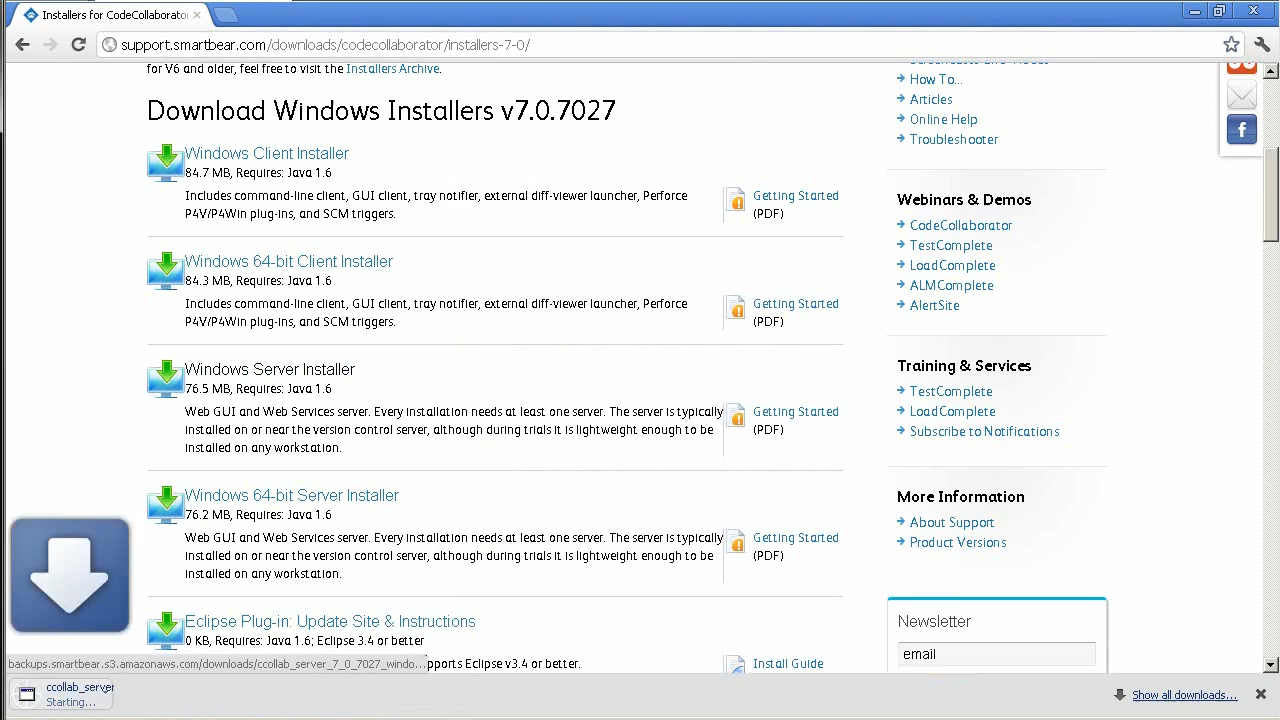 Installers for CodeCollaborator
support.smartbear.com/downloads/codecollaborator/installers-7-0/
for V6 and older, feel free to visit the Installers Archive.
Download Windows Installers v7.0.7027
Windows Client Installer
84.7 MB, Requires: Java 1.6
Includes command-line client, GUI client, tray notifier, external diff-viewer launcher, Perforce
P4V/P4Win plug-ins, and SCM triggers.
Getting Started
(PDF)
Windows 64-bit Client Installer
84.3 MB, Requires: Java 1.6
Includes command-line client, GUI client, tray notifier, external diff-viewer launcher, Perforce
P4V/P4Win plug-ins, and SCM triggers.
Getting Started
(PDF)
Windows Server Installer
76.5 MB, Requires: Java 1.6
Web GUI and Web Services server. Every installation needs at least one server. The server is typically
installed on or near the version control server, although during trials it is lightweight enough to be
installed on any workstation.
Getting Started
(PDF)
Windows 64-bit Server Installer
76.2 MB, Requires: Java 1.6
Web GUI and Web Services server. Every installation needs at least one server. The server is typically
installed on or near the version control server, although during trials it is lightweight enough to be
installed on any workstation.
Getting Started
(PDF)
Eclipse Plug-in: Update Site & Instructions
0 KB, Requires: Java 1.6; Eclipse 3.4 or better
pports Eclipse v3.4 or better.
Install Guide
How To...
Articles
Online Help
Troubleshooter
Webinars & Demos
CodeCollaborator
TestComplete
LoadComplete
ALMComplete
AlertSite
Training & Services
TestComplete
LoadComplete
Subscribe to Notifications
More Information
About Support
Product Versions
Newsletter
email
backups.smartbear.s3.amazonaws.com/downloads/ccollab_server_7_0_7027_windo...
ccollab_server
Starting...
Show all downloads...